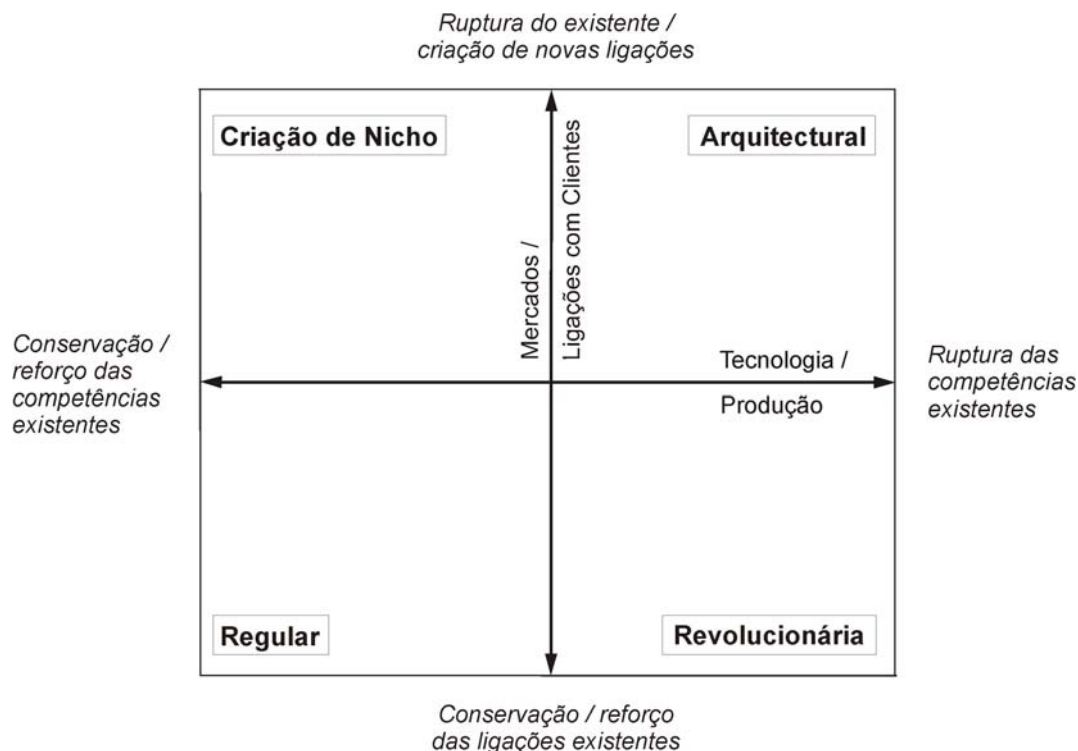 Ruptura do existente /
criação de novas ligações
Criação de Nicho
Arquitectural
Mercados /
Ligações com Clientes
Conservação /
reforço das
competências
existentes
Tecnologia /
Produção
Ruptura das
competências
existentes
Regular
Revolucionária
Conservação / reforço
das ligações existentes